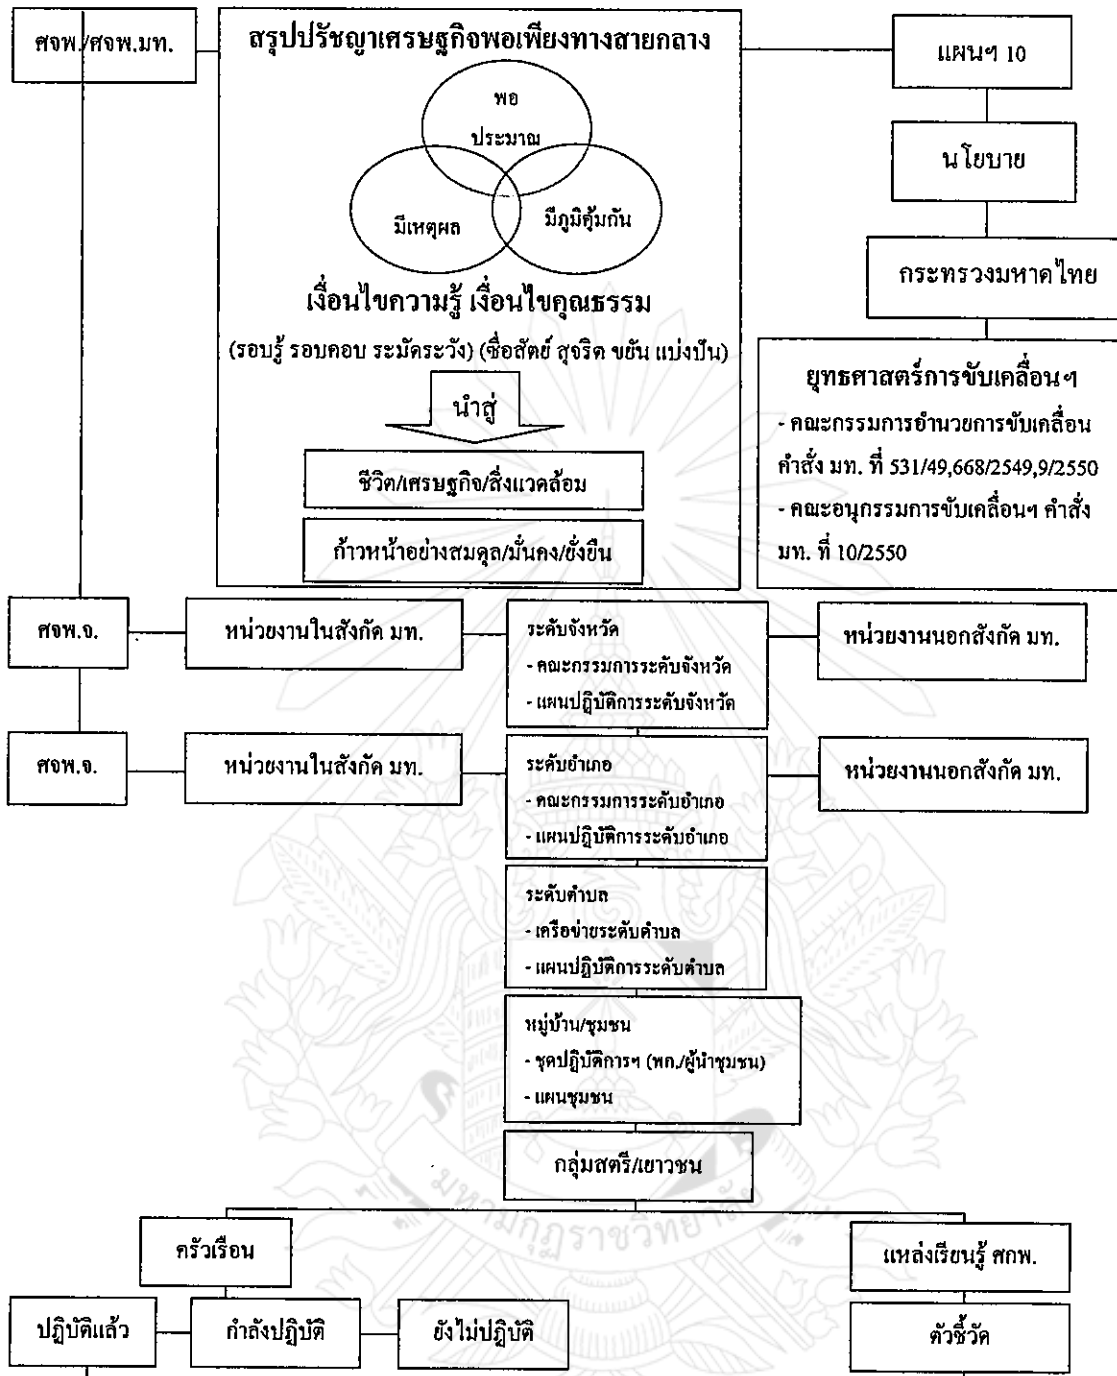 ศจพ./ศจพ.มท.
สรุปปรัชญาเศรษฐกิจพอเพียงทางสายกลาง
แผนฯ 10
พอ
ประมาณ
มีเหตุผล
มีภูมิคุ้มกัน
นโยบาย
กระทรวงมหาดไทย
เงื่อนไขความรู้ เงื่อนไขคุณธรรม
(รอบรู้ รอบคอบ ระมัดระวัง) (ซื่อสัตย์ สุจริต ขยัน แบ่งปัน)
นำสู่
ชีวิต/เศรษฐกิจ/สิ่งแวดล้อม
ก้าวหน้าอย่างสมดุล/มั่นคง/ยั่งยืน
ยุทธศาสตร์การขับเคลื่อนฯ
- คณะกรรมการอำนวยการขับเคลื่อน
คำสั่ง มท. ที่ 531/49,668/2549,9/2550
- คณะอนุกรรมการขับเคลื่อนฯ คำสั่ง
มท. ที่ 10/2550
ศจพ.จ.
หน่วยงานในสังกัด มท.
ระดับจังหวัด
- คณะกรรมการระดับจังหวัด
- แผนปฏิบัติการระดับจังหวัด
หน่วยงานนอกสังกัด มท.
ศจพ.จ.
หน่วยงานในสังกัด มท.
ระดับอำเภอ
- คณะกรรมการระดับอำเภอ
- แผนปฏิบัติการระดับอำเภอ
หน่วยงานนอกสังกัด มท.
ระดับตำบล
- เครือข่ายระดับตำบล
- แผนปฏิบัติการระดับตำบล
หมู่บ้าน/ชุมชน
- ชุดปฏิบัติการฯ (พก./ผู้นำชุมชน)
- แผนชุมชน
กลุ่มสตรี/เยาวชน
มหามกุฏราชวิทยาลัย
ครัวเรือน
แหล่งเรียนรู้ ศกพ.
ปฏิบัติแล้ว
กำลังปฏิบัติ
ยังไม่ปฏิบัติ
ตัวชี้วัด